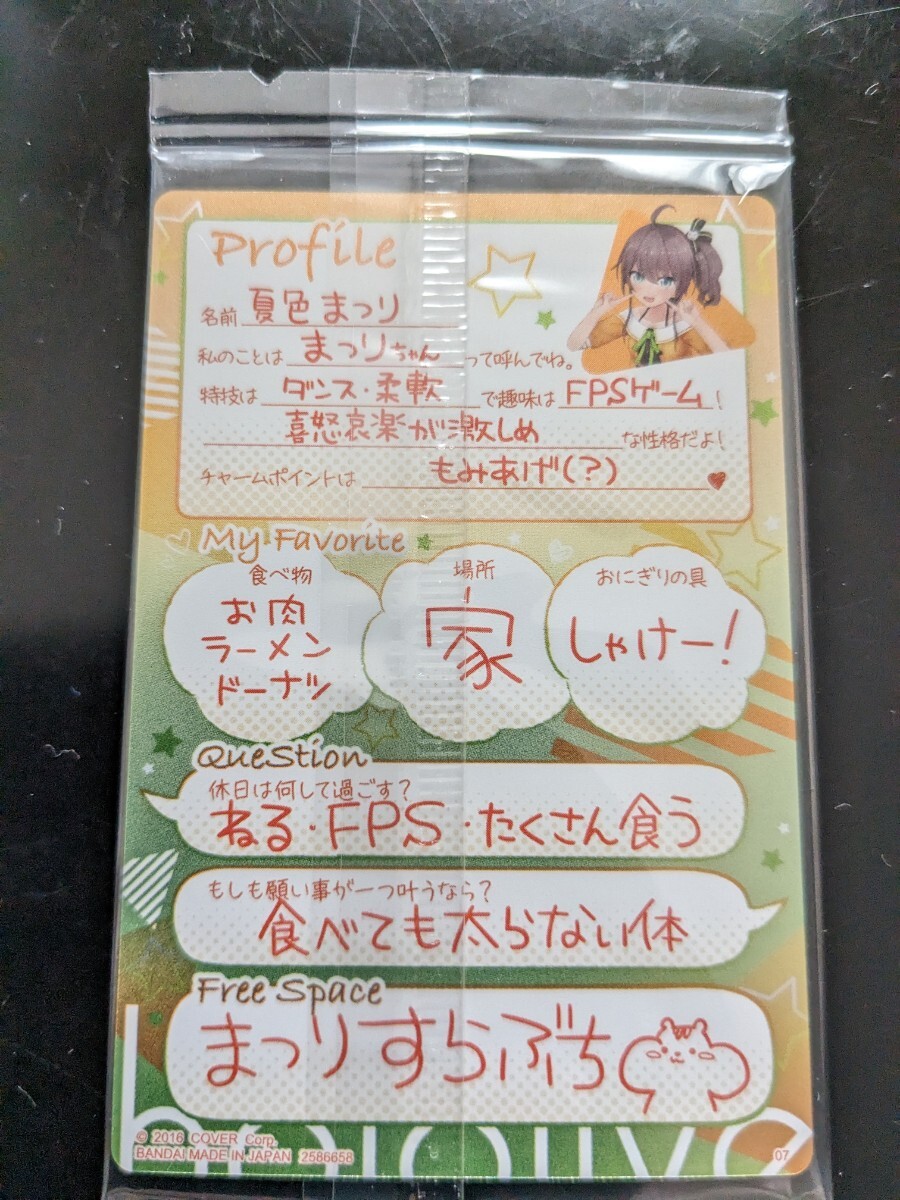 Profile
名前 夏色まつり
私のことは まつりちゃん って呼んでね。
特技は ダンス・柔軟 で趣味は FPSゲーム!
喜怒哀楽が激しめ な性格だよ!
チャームポイントは もみあげ(?)
My Favorite
食べ物
お肉
ラーメン
ドーナツ
場所
家
おにぎりの具
しゃけー!
Question
休日は何して過ごす?
ねる・FPS・たくさん食う
もしも願い事が一つ叶うなら?
食べても太らない体
Free Space
まつりすらぶち
hololive
© 2016 COVER Corp.
BANDAI MADE IN JAPAN 2586658
07